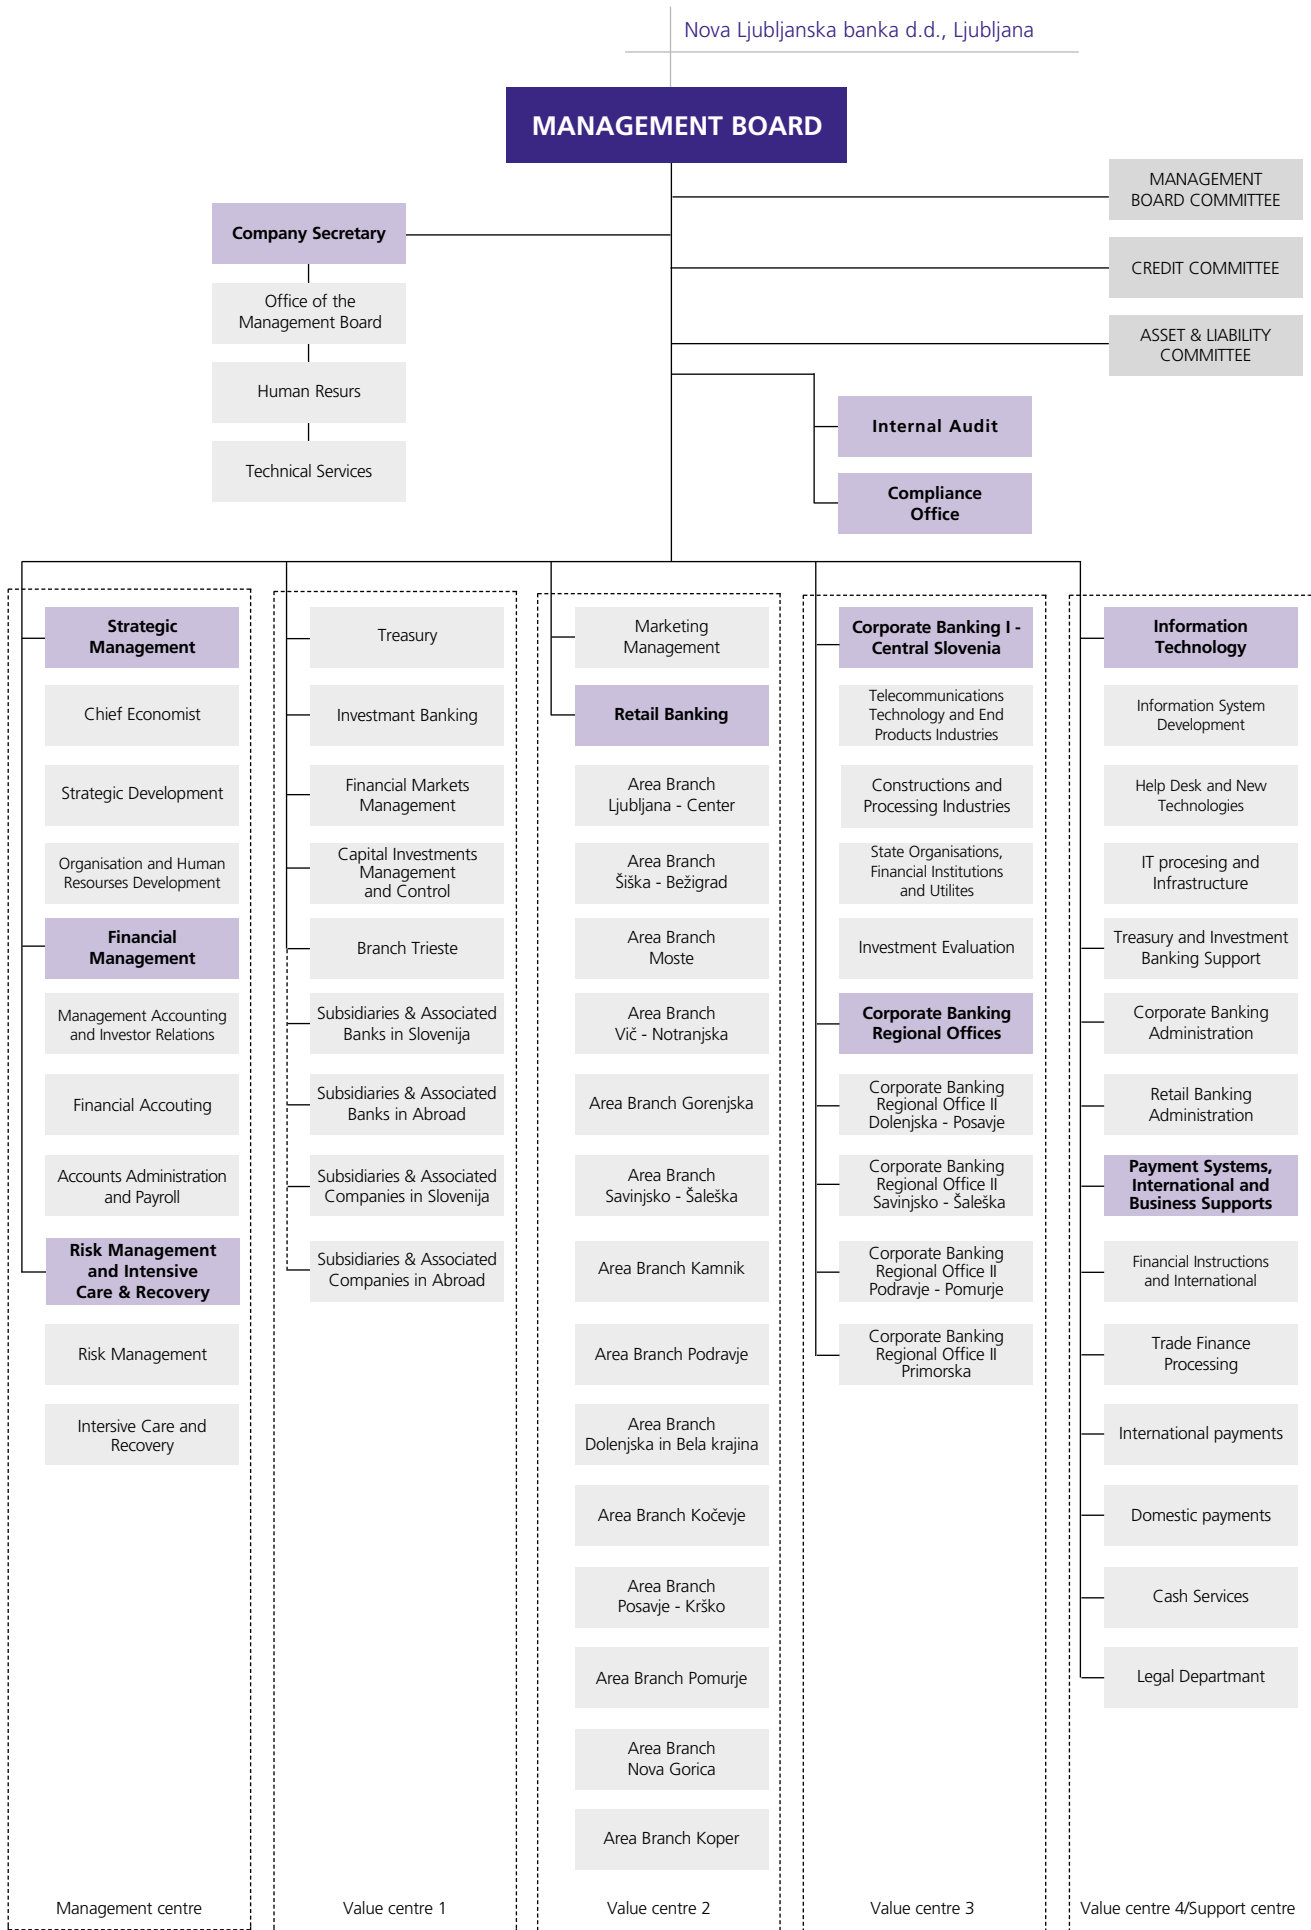 Nova Ljubljanska banka d.d., Ljubljana
MANAGEMENT BOARD
MANAGEMENT
BOARD COMMITTEE
CREDIT COMMITTEE
ASSET & LIABILITY
COMMITTEE
Company Secretary
Office of the
Management Board
Human Resurs
Technical Services
Internal Audit
Compliance
Office
Strategic
Management
Chief Economist
Strategic Development
Organisation and Human
Resourses Development
Financial
Management
Management Accounting
and Investor Relations
Financial Accouting
Accounts Administration
and Payroll
Risk Management
and Intensive
Care & Recovery
Risk Management
Intersive Care and
Recovery
Management centre
Treasury
Investmant Banking
Financial Markets
Management
Capital Investments
Management
and Control
Branch Trieste
Subsidiaries & Associated
Banks in Slovenija
Subsidiaries & Associated
Banks in Abroad
Subsidiaries & Associated
Companies in Slovenija
Subsidiaries & Associated
Companies in Abroad
Value centre 1
Marketing
Management
Retail Banking
Area Branch
Ljubljana - Center
Area Branch
Šiška - Bežigrad
Area Branch
Moste
Area Branch
Vič - Notranjska
Area Branch Gorenjska
Area Branch
Savinjsko - Šaleška
Area Branch Kamnik
Area Branch Podravje
Area Branch
Dolenjska in Bela krajina
Area Branch Kočevje
Area Branch
Posavje - Krško
Area Branch Pomurje
Area Branch
Nova Gorica
Area Branch Koper
Value centre 2
Corporate Banking I -
Central Slovenia
Telecommunications
Technology and End
Products Industries
Constructions and
Processing Industries
State Organisations,
Financial Institutions
and Utilites
Investment Evaluation
Corporate Banking
Regional Offices
Corporate Banking
Regional Office II
Dolenjska - Posavje
Corporate Banking
Regional Office II
Savinjsko - Šaleška
Corporate Banking
Regional Office II
Podravje - Pomurje
Corporate Banking
Regional Office II
Primorska
Value centre 3
Information
Technology
Information System
Development
Help Desk and New
Technologies
IT procesing and
Infrastructure
Treasury and Investment
Banking Support
Corporate Banking
Administration
Retail Banking
Administration
Payment Systems,
International and
Business Supports
Financial Instructions
and International
Trade Finance
Processing
International payments
Domestic payments
Cash Services
Legal Departmant
Value centre 4/Support centre